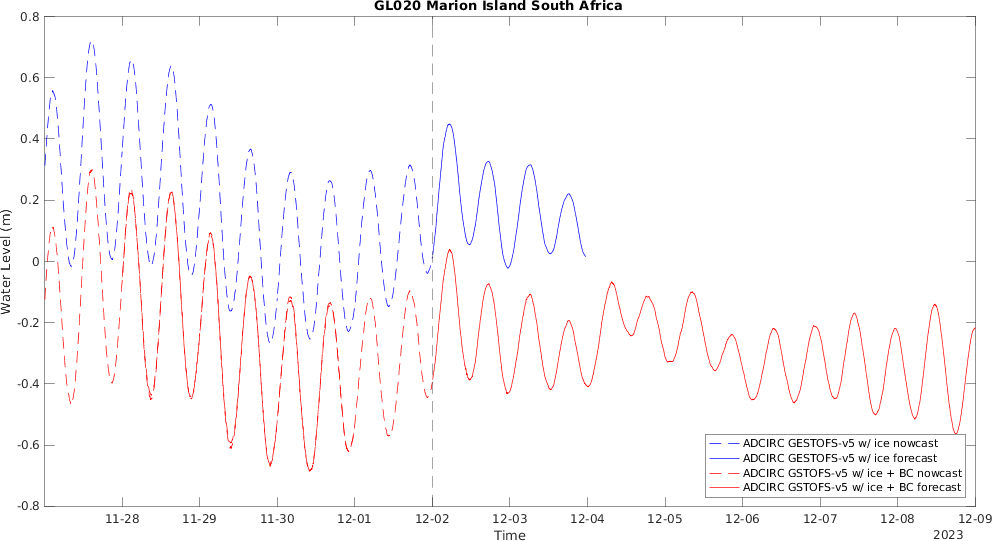 GL020 Marion Island South Africa
0.8
0.6
0.4
0.2
0
-0.2
-0.4
-0.6
-0.8
Water Level (m)
ADCIRC GESTOFS-v5 w/ ice nowcast
ADCIRC GESTOFS-v5 w/ ice forecast
ADCIRC GSTOFS-v5 w/ ice + BC nowcast
ADCIRC GSTOFS-v5 w/ ice + BC forecast
11-28 11-29 11-30 12-01 12-02 12-03 12-04 12-05 12-06 12-07 12-08 12-09
Time
2023